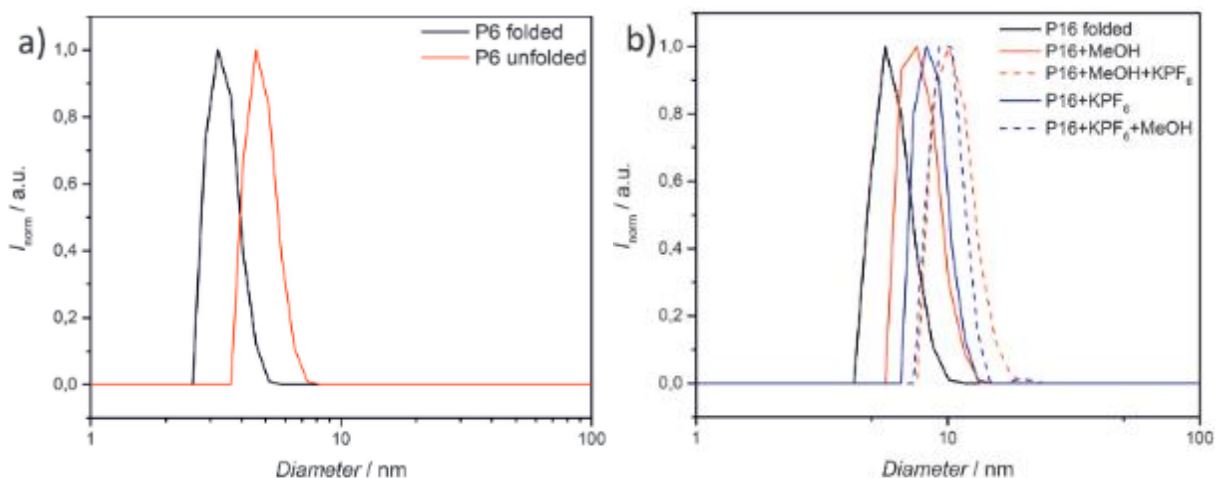 a)
P6 folded
P6 unfolded
1,0
0,8
0,6
0,4
0,2
0,0
I norm / a.u.
1
10
100
Diameter / nm
b)
P16 folded
P16+MeOH
P16+MeOH+KPF6
P16+KPF6
P16+KPF6+MeOH
1,0
0,8
0,6
0,4
0,2
0,0
I norm / a.u.
1
10
100
Diameter / nm